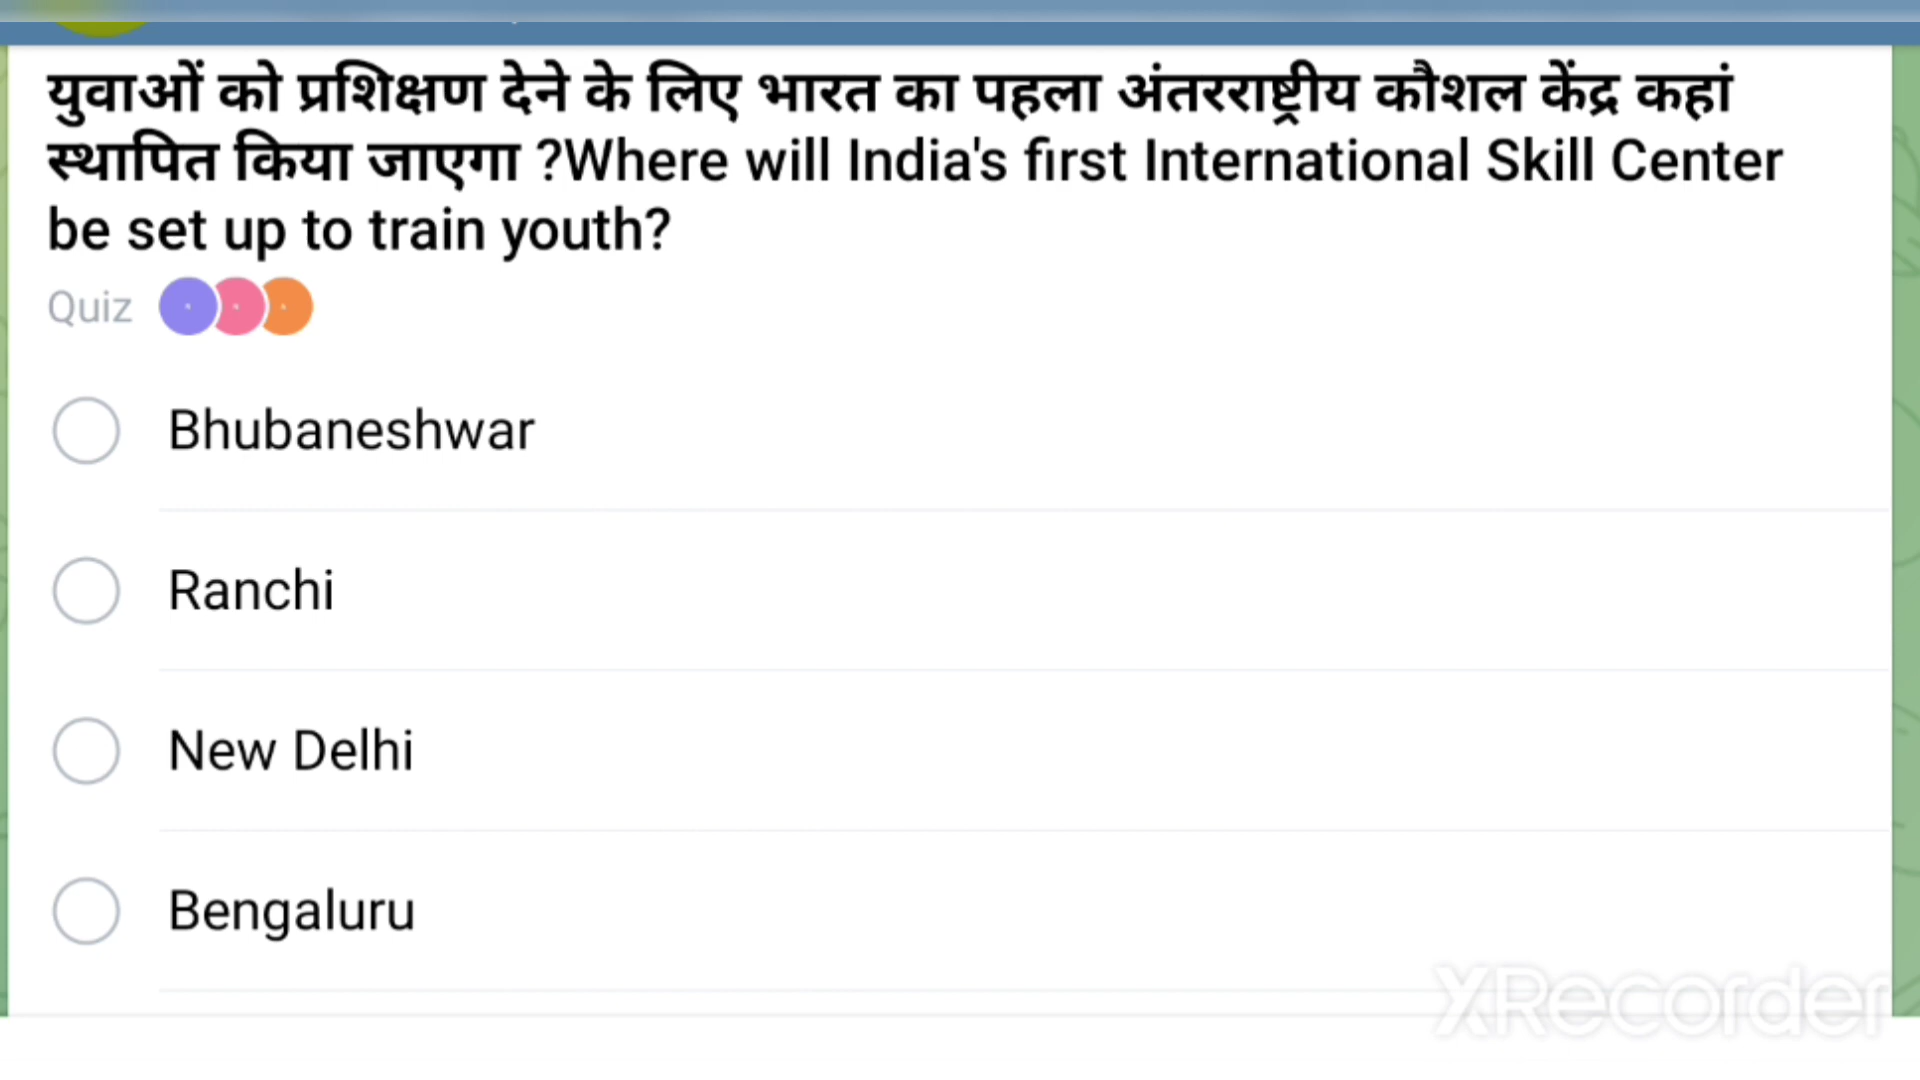 युवाओं को प्रशिक्षण देने के लिए भारत का पहला अंतरराष्ट्रीय कौशल केंद्र कहां
स्थापित किया जाएगा ?Where will India's first International Skill Center
be set up to train youth?
Quiz
Bhubaneshwar
Ranchi
New Delhi
Bengaluru
XRecorder